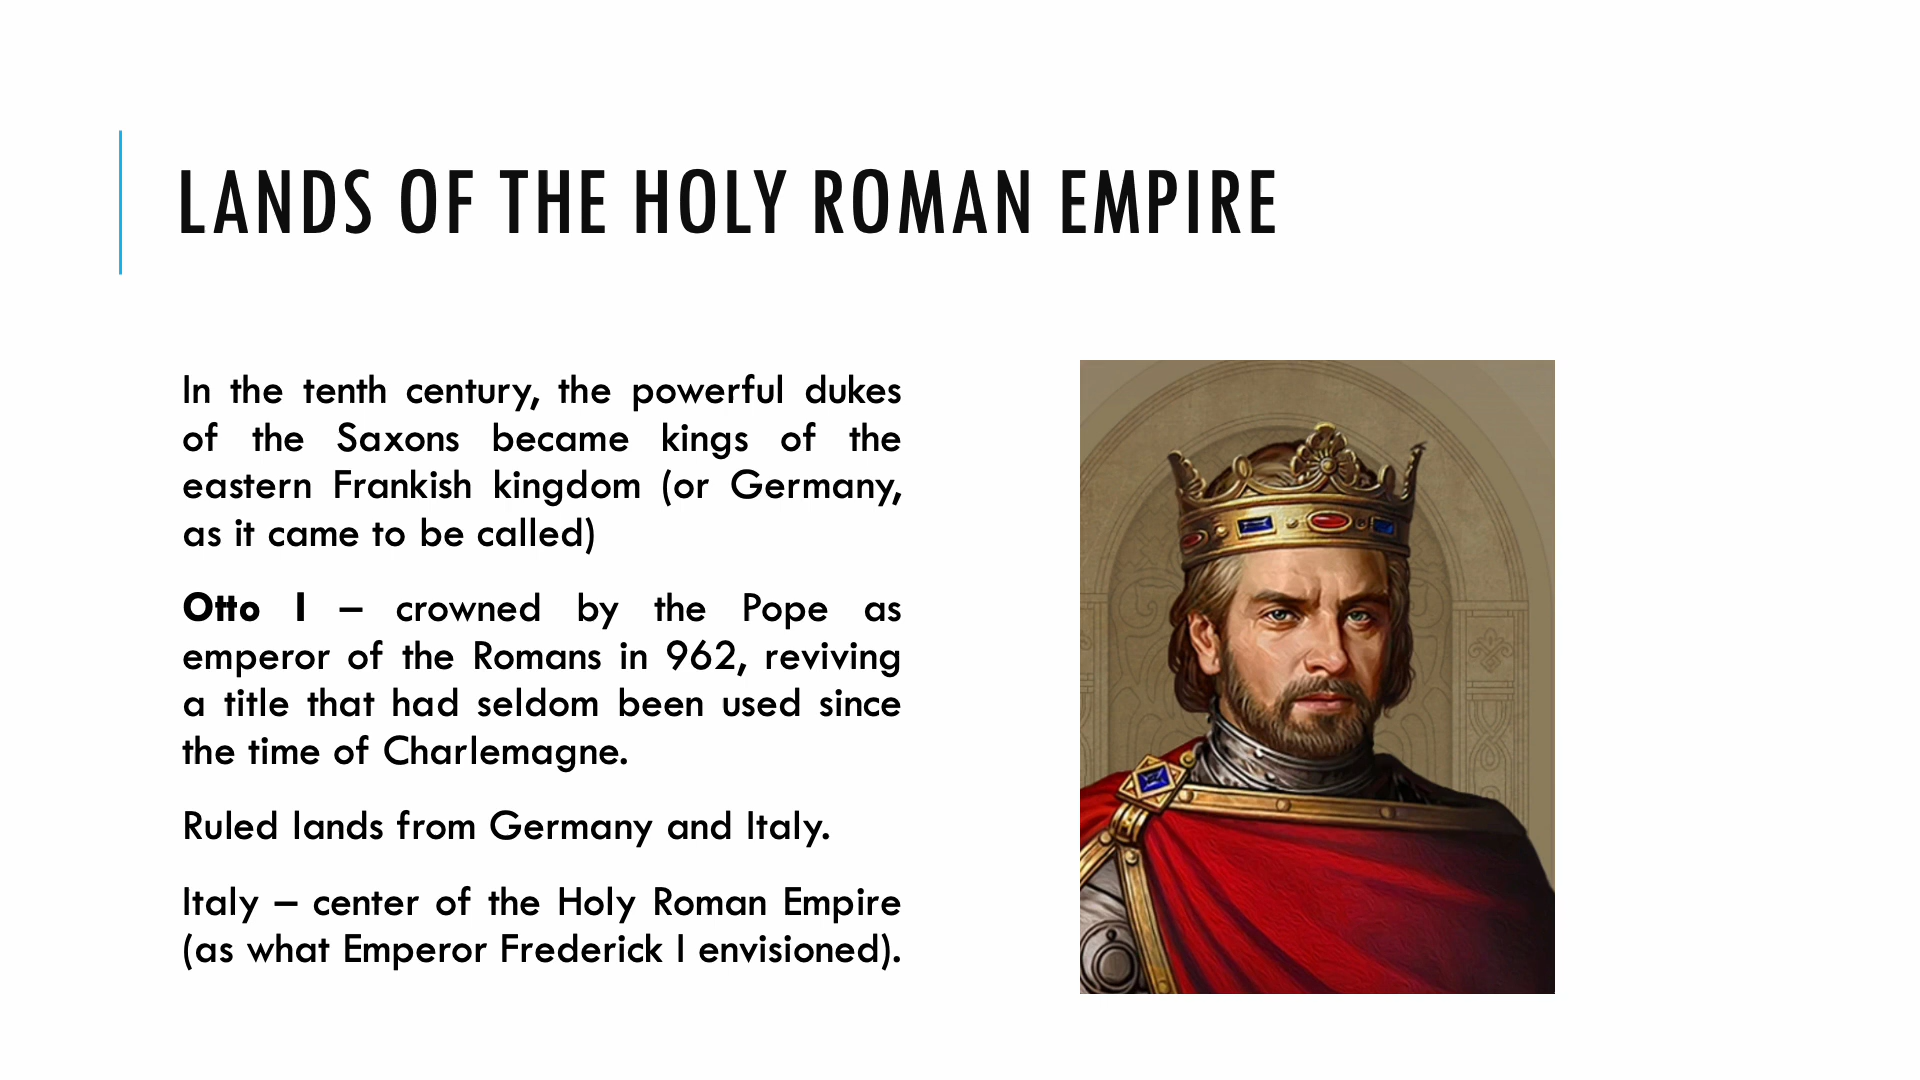 LANDS OF THE HOLY ROMAN EMPIRE
In the tenth century, the powerful dukes
of the Saxons became kings of the
eastern Frankish kingdom (or Germany,
as it came to be called)
Otto I – crowned by the Pope as
emperor of the Romans in 962, reviving
a title that had seldom been used since
the time of Charlemagne.
Ruled lands from Germany and Italy.
Italy – center of the Holy Roman Empire
(as what Emperor Frederick I envisioned).